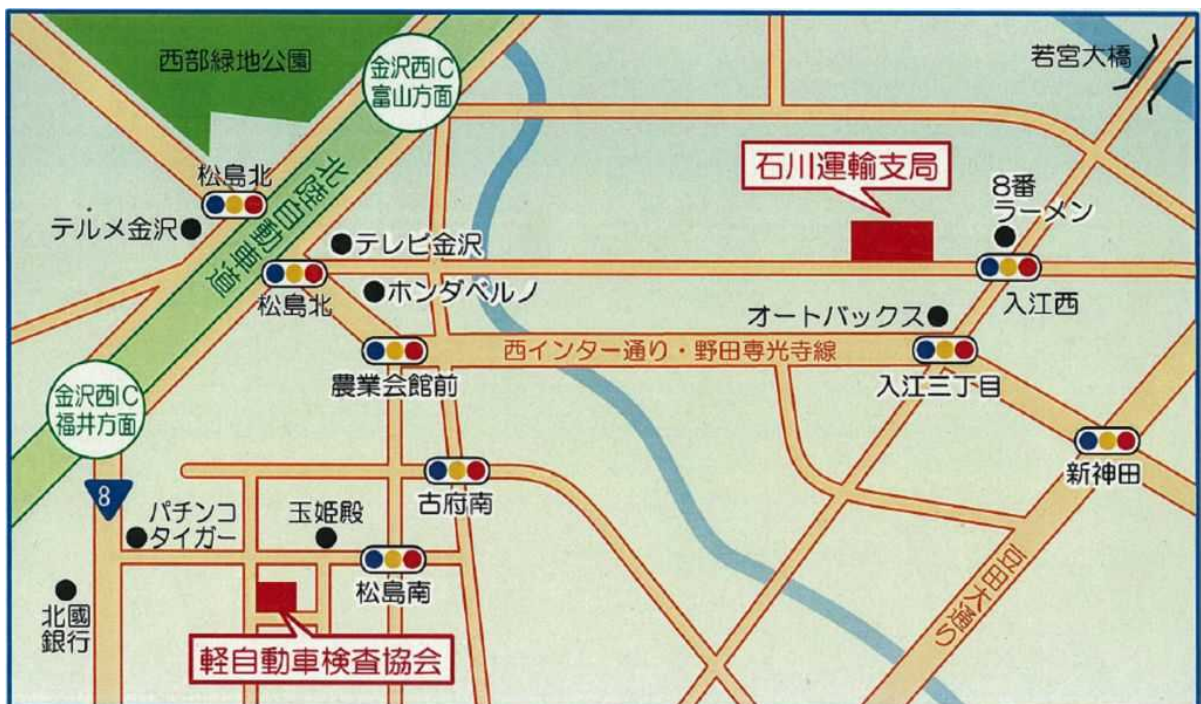 西部緑地公園
金沢西IC
富山方面
若宮大橋
石川運輸支局
松島北
8番
ラーメン
テルメ金沢
北陸自動車道
テレビ金沢
松島北
ホンダベルノ
入江西
オートバックス
西インター通り・野田専光寺線
農業会館前
入江三丁目
金沢西IC
福井方面
新神田
8
古府南
パチンコ
タイガー
玉姫殿
松島南
豆田大通り
北國
銀行
軽自動車検査協会